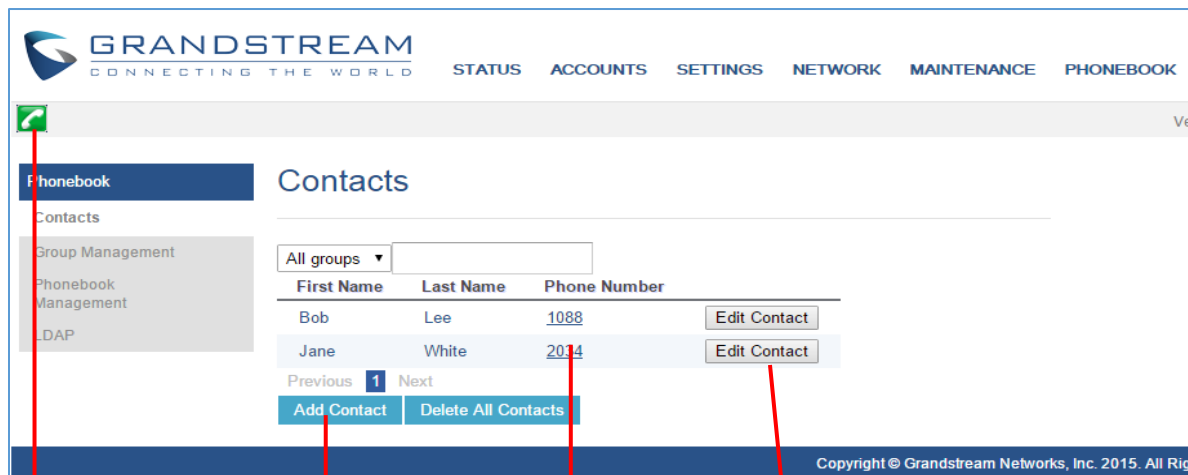 GRANDSTREAM
CONNECTING THE WORLD
STATUS ACCOUNTS SETTINGS NETWORK MAINTENANCE PHONEBOOK
Phonebook
Contacts
Group Management
Phonebook
Management
LDAP
Contacts
All groups
First Name Last Name Phone Number
Bob Lee 1088 Edit Contact
Jane White 2034 Edit Contact
Previous 1 Next
Add Contact Delete All Contacts
Copyright © Grandstream Networks, Inc. 2015. All